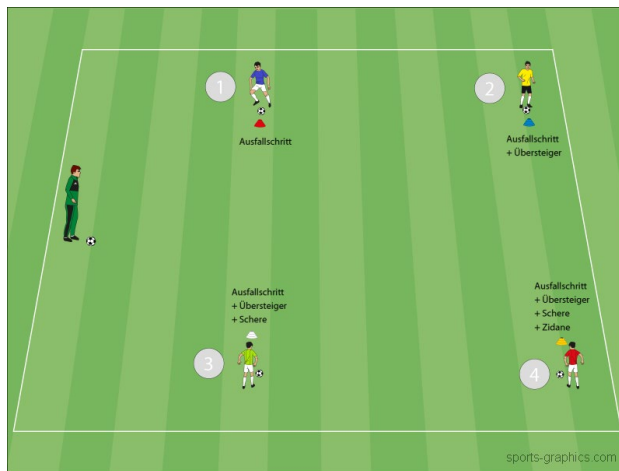 1
2
Ausfallschritt
Ausfallschritt
+ Übersteiger
Ausfallschritt
+ Übersteiger
+ Schere
Ausfallschritt
+ Übersteiger
+ Schere
+ Zidane
3
4
sports-graphics.com